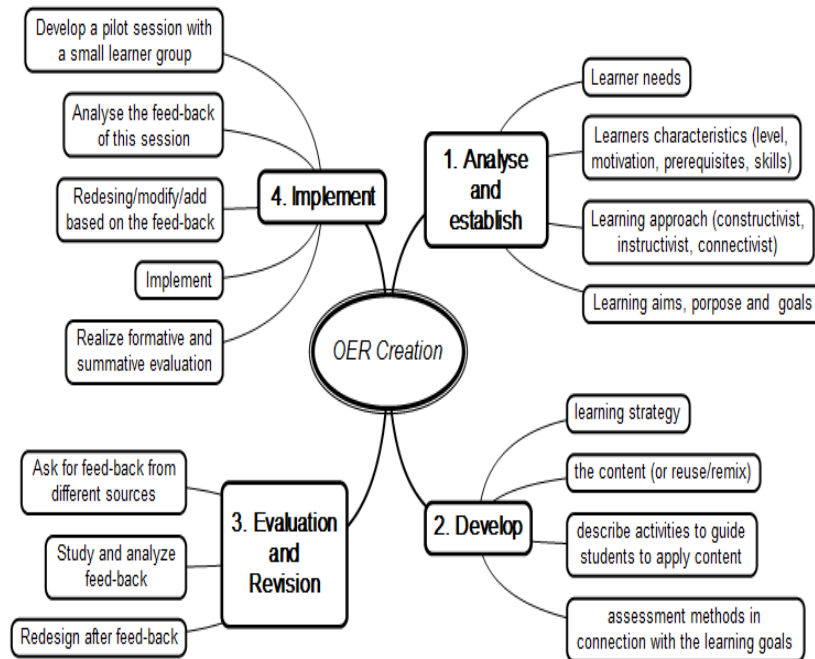 OER Creation
1. Analyse
and
establish
Learner needs
Learners characteristics (level,
motivation, prerequisites, skills)
Learning approach (constructivist,
instructivist, connectivist)
Learning aims, porpose and goals
2. Develop
learning strategy
the content (or reuse/remix)
describe activities to guide
students to apply content
assessment methods in
connection with the learning goals
3. Evaluation
and
Revision
Ask for feed-back from
different sources
Study and analyze
feed-back
Redesign after feed-back
4. Implement
Develop a pilot session with
a small learner group
Analyse the feed-back
of this session
Redesing/modify/add
based on the feed-back
Implement
Realize formative and
summative evaluation